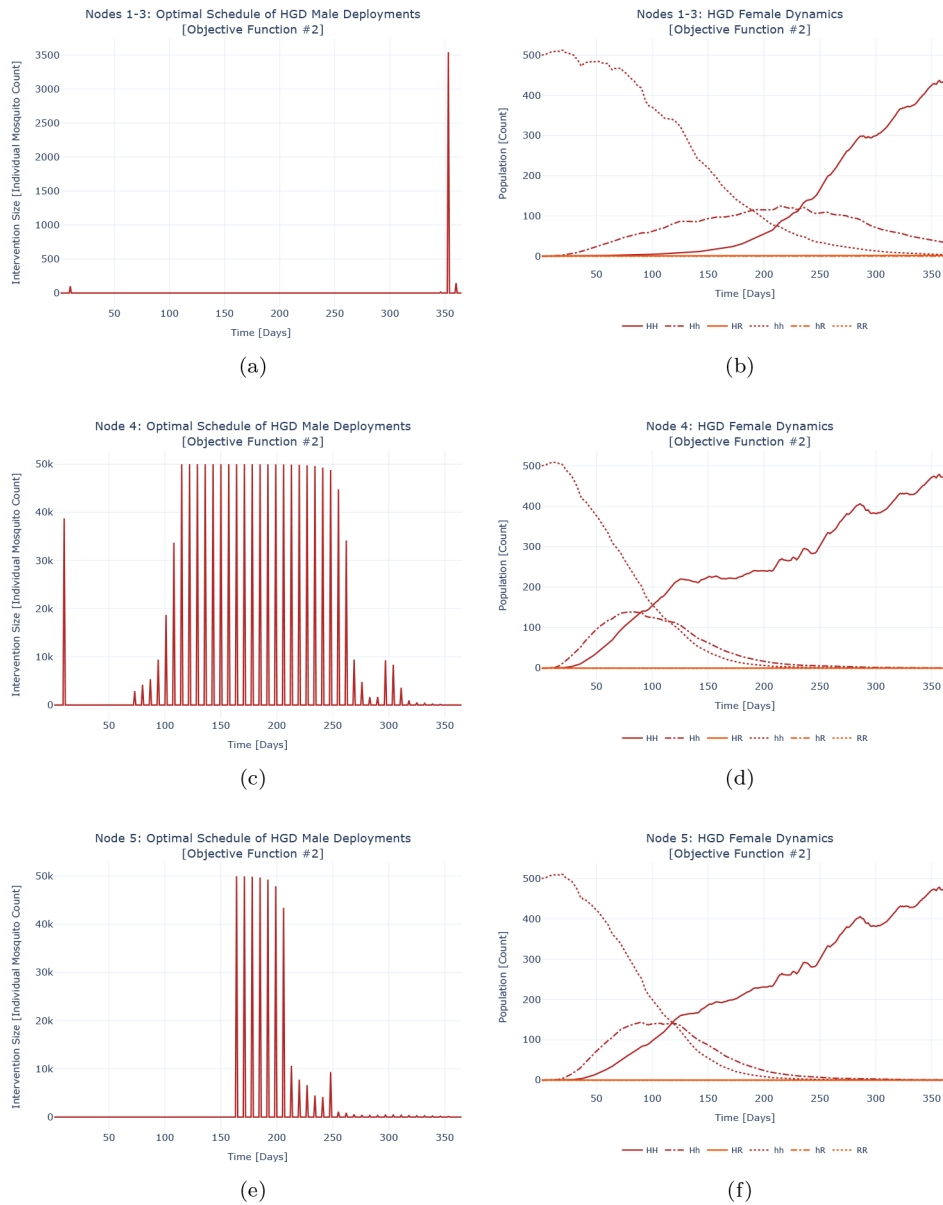 Nodes 1-3: Optimal Schedule of HGD Male Deployments
[Objective Function #2]
Intervention Size [Individual Mosquito Count]
3500
3000
2500
2000
1500
1000
500
0
50
100
150
200
250
300
350
Time [Days]
(a)
Nodes 1-3: HGD Female Dynamics
[Objective Function #2]
Population [Count]
500
400
300
200
100
0
50
100
150
200
250
300
350
Time [Days]
HH Hh HR hh hR RR
(b)
Node 4: Optimal Schedule of HGD Male Deployments
[Objective Function #2]
Intervention Size [Individual Mosquito Count]
50k
40k
30k
20k
10k
0
50
100
150
200
250
300
350
Time [Days]
(c)
Node 4: HGD Female Dynamics
[Objective Function #2]
Population [Count]
500
400
300
200
100
0
50
100
150
200
250
300
350
Time [Days]
HH Hh HR hh hR RR
(d)
Node 5: Optimal Schedule of HGD Male Deployments
[Objective Function #2]
Intervention Size [Individual Mosquito Count]
50k
40k
30k
20k
10k
0
50
100
150
200
250
300
350
Time [Days]
(e)
Node 5: HGD Female Dynamics
[Objective Function #2]
Population [Count]
500
400
300
200
100
0
50
100
150
200
250
300
350
Time [Days]
HH Hh HR hh hR RR
(f)